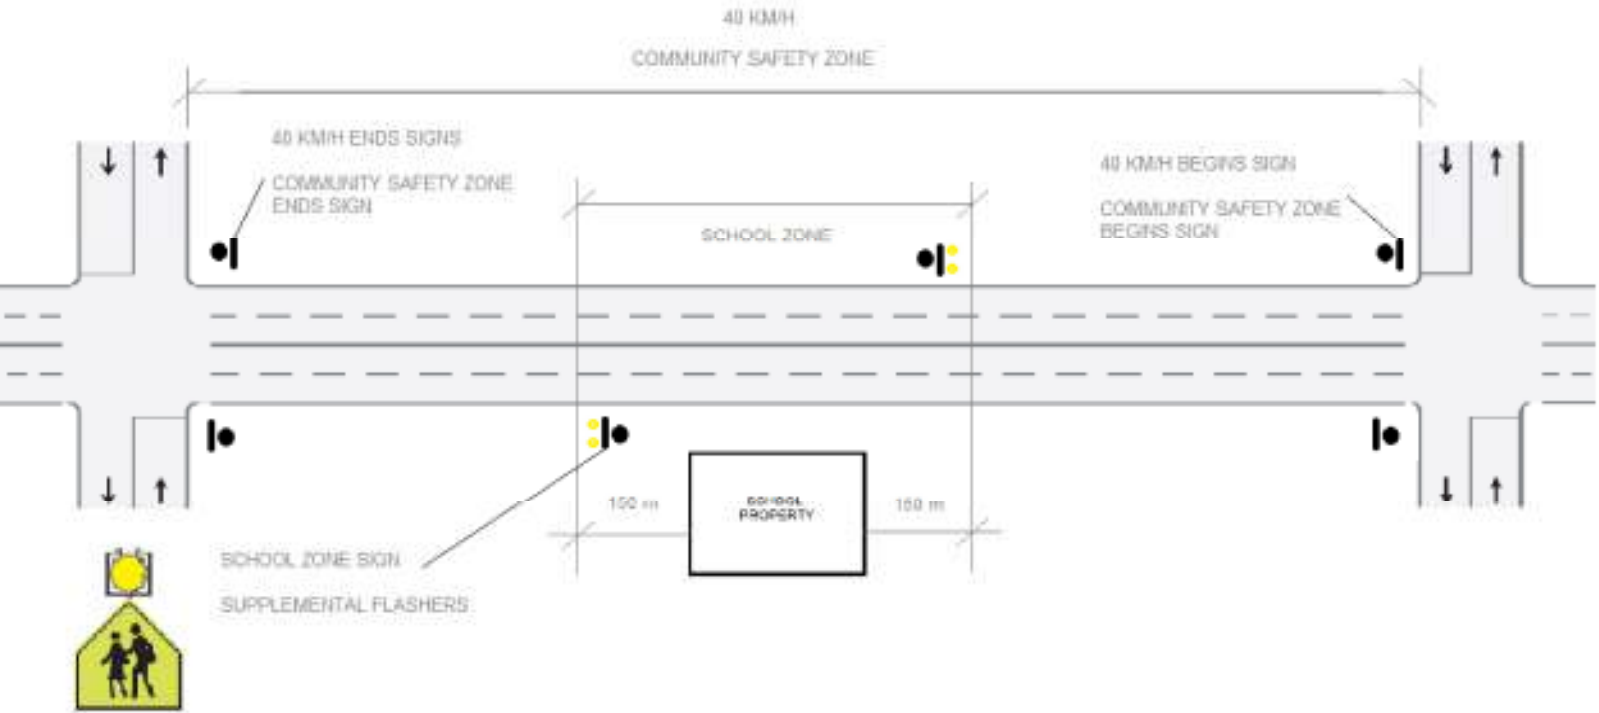 40 KM/H
COMMUNITY SAFETY ZONE
40 KM/H ENDS SIGNS
COMMUNITY SAFETY ZONE
ENDS SIGN
40 KM/H BEGINS SIGN
COMMUNITY SAFETY ZONE
BEGINS SIGN
SCHOOL ZONE
150 m
SCHOOL
PROPERTY
150 m
SCHOOL ZONE SIGN
SUPPLEMENTAL FLASHERS